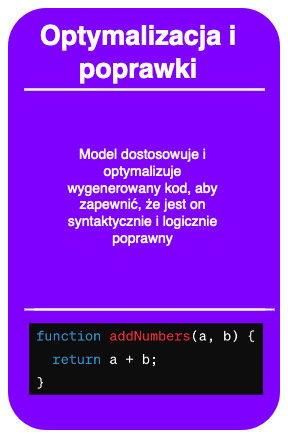 Optymalizacja i
poprawki
Model dostosowuje i
optymalizuje
wygenerowany kod, aby
zapewnić, że jest on
syntaktycznie i logicznie
poprawny
function addNumbers(a, b) {
  return a + b;
}